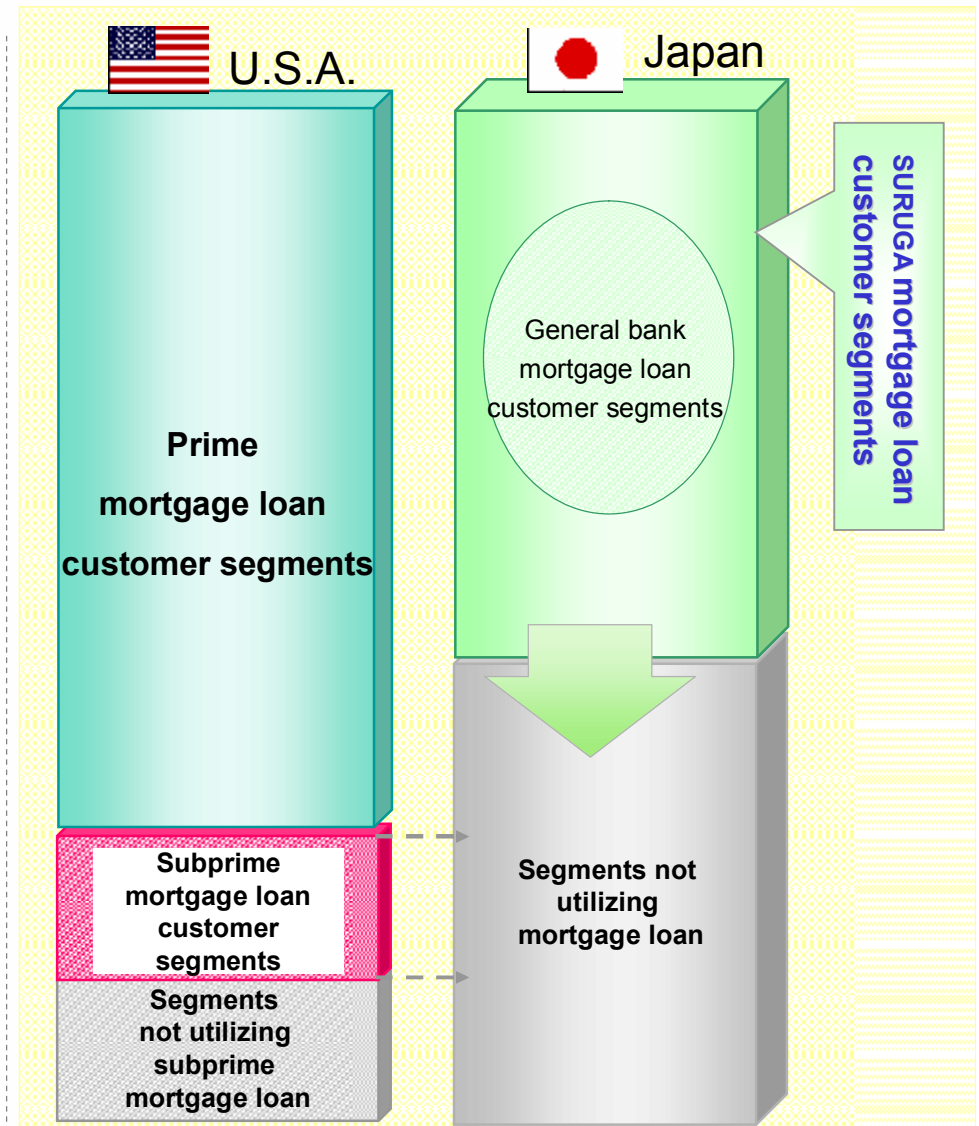 U.S.A.
Japan
Prime
mortgage loan
customer segments
Subprime
mortgage loan
customer
segments
Segments
not utilizing
subprime
mortgage loan
General bank
mortgage loan
customer segments
Segments not
utilizing
mortgage loan
SURUGA mortgage loan
customer segments